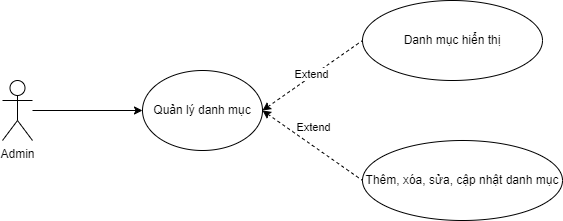 Danh mục hiển thị
Extend
Quản lý danh mục
Extend
Admin
Thêm, xóa, sửa, cập nhật danh mục